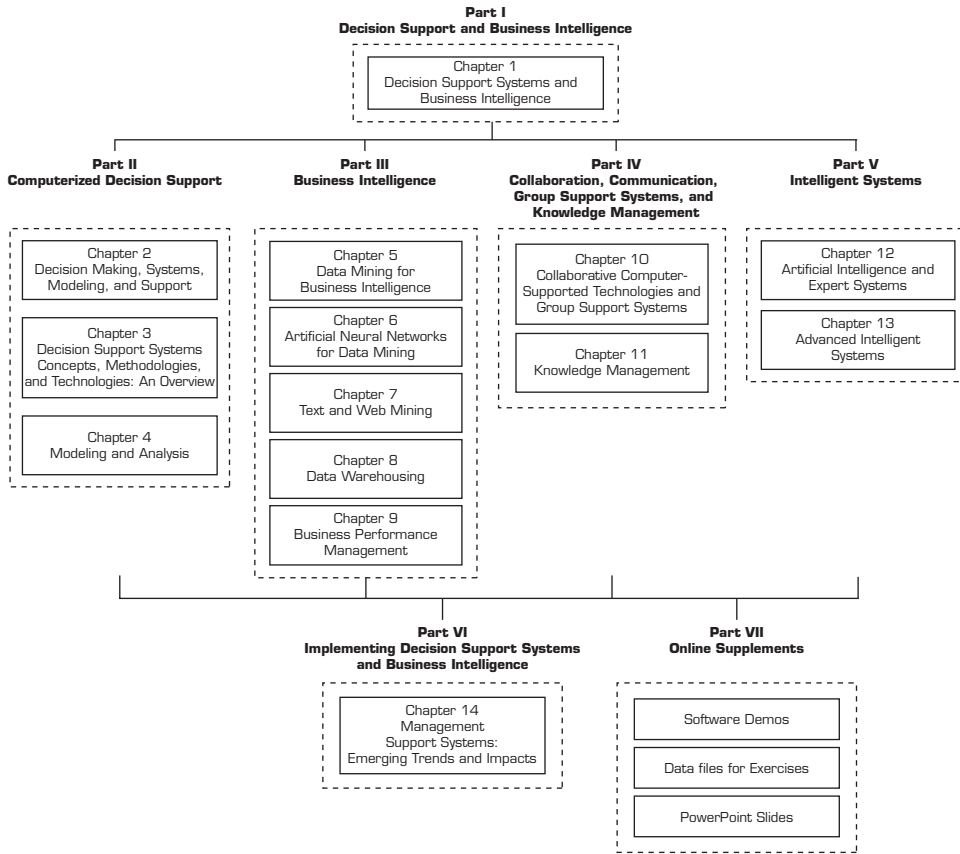 Part I
Decision Support and Business Intelligence
Chapter 1
Decision Support Systems and
Business Intelligence
Part II
Computerized Decision Support
Chapter 2
Decision Making, Systems,
Modeling, and Support
Chapter 3
Decision Support Systems
Concepts, Methodologies,
and Technologies: An Overview
Chapter 4
Modeling and Analysis
Part III
Business Intelligence
Chapter 5
Data Mining for
Business Intelligence
Chapter 6
Artificial Neural Networks
for Data Mining
Chapter 7
Text and Web Mining
Chapter 8
Data Warehousing
Chapter 9
Business Performance
Management
Part IV
Collaboration, Communication,
Group Support Systems, and
Knowledge Management
Chapter 10
Collaborative Computer-
Supported Technologies and
Group Support Systems
Chapter 11
Knowledge Management
Part V
Intelligent Systems
Chapter 12
Artificial Intelligence and
Expert Systems
Chapter 13
Advanced Intelligent
Systems
Part VI
Implementing Decision Support Systems
and Business Intelligence
Chapter 14
Management
Support Systems:
Emerging Trends and Impacts
Part VII
Online Supplements
Software Demos
Data files for Exercises
PowerPoint Slides